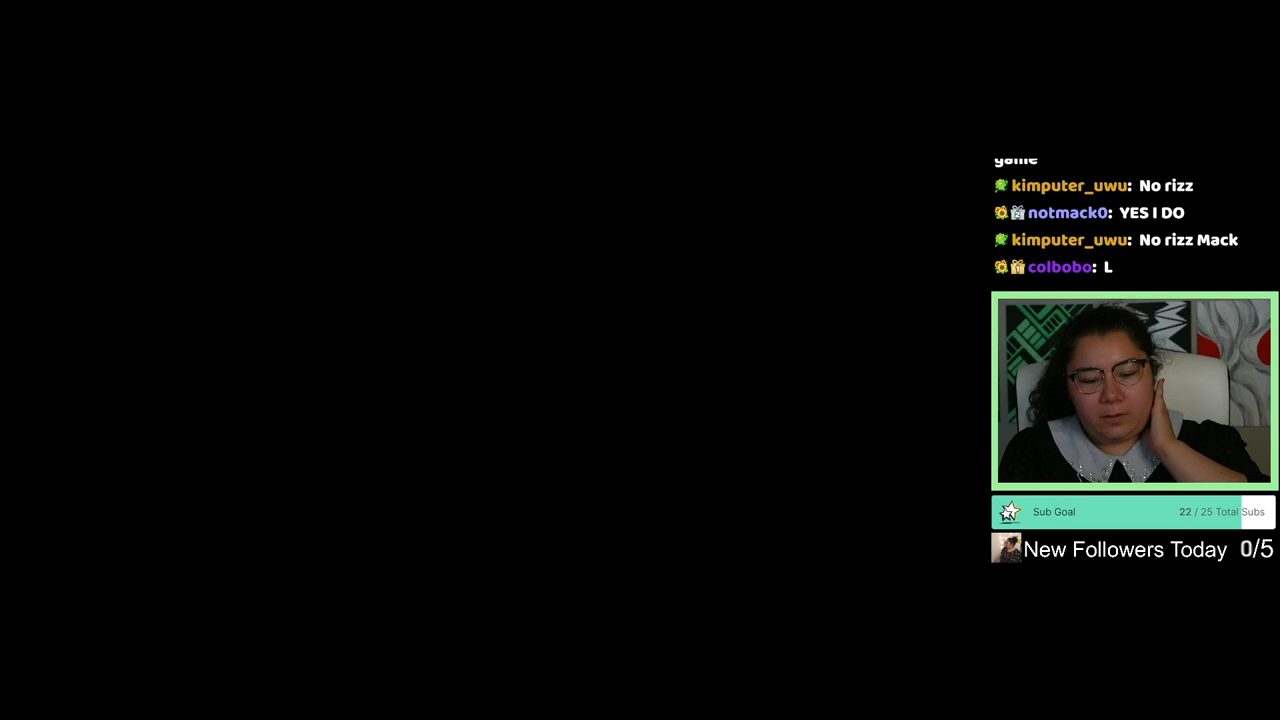 game
kimputer_uwu: No rizz
notmack0: YES I DO
kimputer_uwu: No rizz Mack
colbobo: L
Sub Goal 22 / 25 Total Subs
New Followers Today 0/5